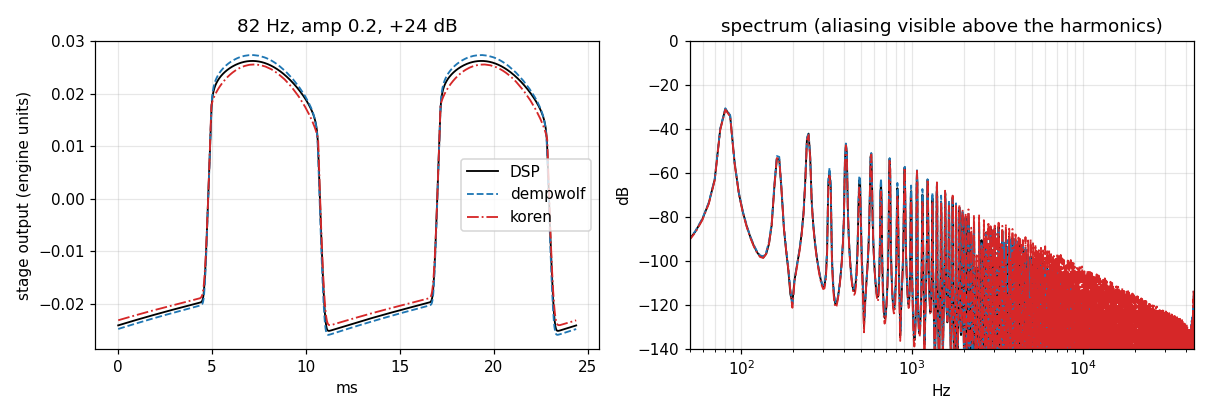 82 Hz, amp 0.2, +24 dB
stage output (engine units)
0.03
0.02
0.01
0.00
−0.01
−0.02
0
5
10
15
20
25
ms
DSP
dempwolf
koren
spectrum (aliasing visible above the harmonics)
dB
0
−20
−40
−60
−80
−100
−120
−140
10²
10³
10⁴
Hz